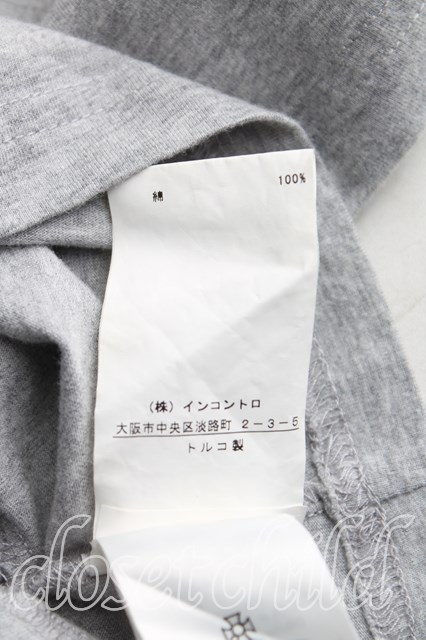 綿 100%
(株)インコントロ
大阪市中央区淡路町 2-3-5
トルコ製
closet child